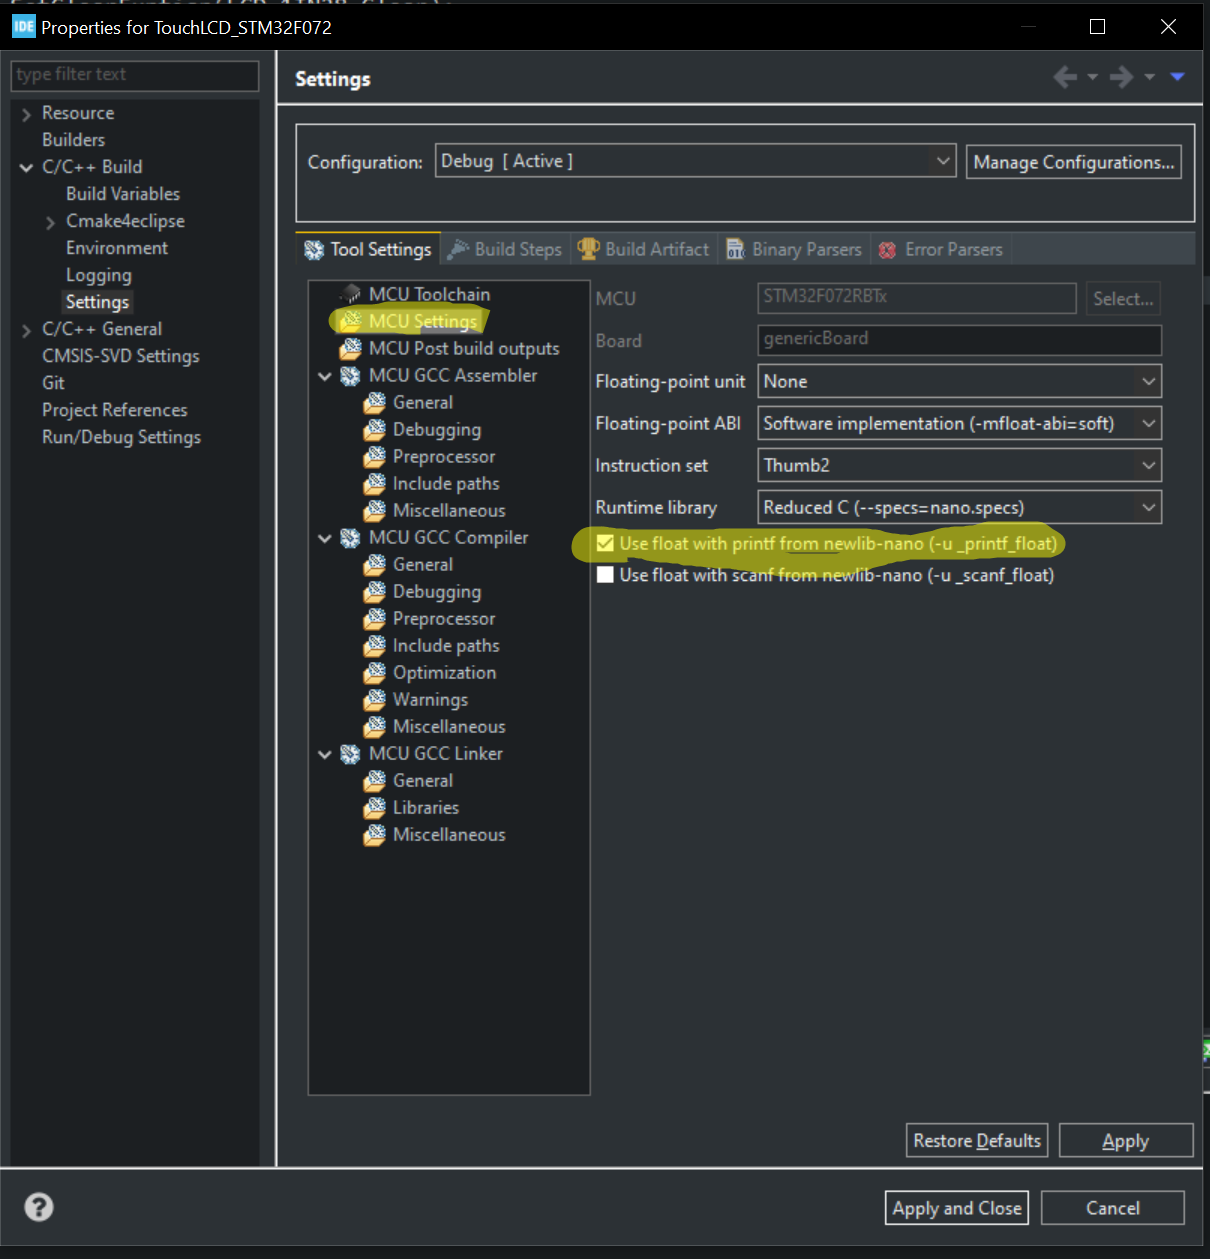 IDE Properties for TouchLCD_STM32F072
type filter text
Resource
Builders
C/C++ Build
Build Variables
Cmake4eclipse
Environment
Logging
Settings
C/C++ General
CMSIS-SVD Settings
Git
Project References
Run/Debug Settings
Settings
Configuration: Debug [ Active ] Manage Configurations...
Tool Settings Build Steps Build Artifact 010 Binary Parsers Error Parsers
MCU Toolchain
MCU Settings
MCU Post build outputs
MCU GCC Assembler
General
Debugging
Preprocessor
Include paths
Miscellaneous
MCU GCC Compiler
General
Debugging
Preprocessor
Include paths
Optimization
Warnings
Miscellaneous
MCU GCC Linker
General
Libraries
Miscellaneous
MCU STM32F072RBTx Select...
Board genericBoard
Floating-point unit None
Floating-point ABI Software implementation (-mfloat-abi=soft)
Instruction set Thumb2
Runtime library Reduced C (--specs=nano.specs)
Use float with printf from newlib-nano (-u _printf_float)
Use float with scanf from newlib-nano (-u _scanf_float)
Restore Defaults Apply
? Apply and Close Cancel